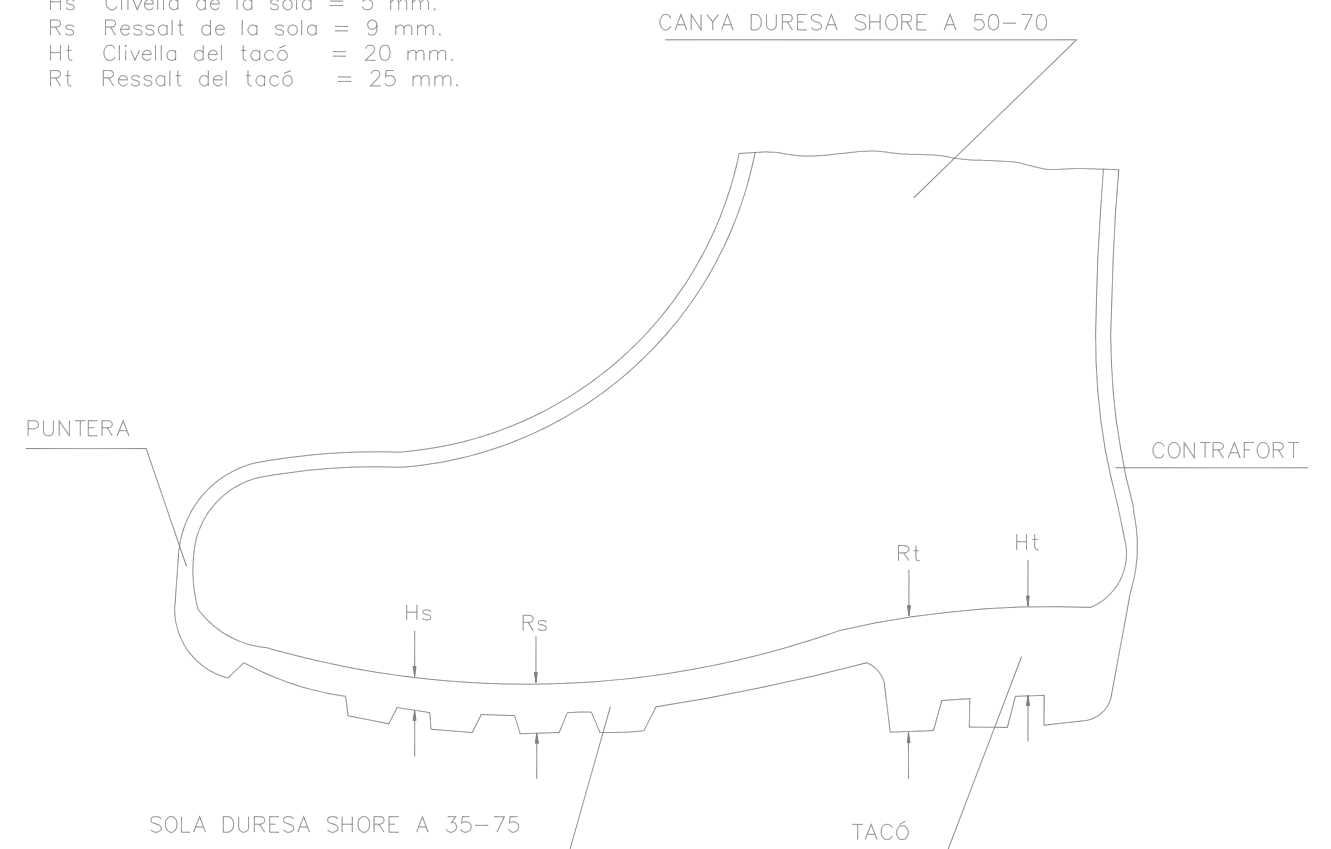 Hs Clivella de la sola = 5 mm.
Rs Ressalt de la sola = 9 mm.
Ht Clivella del tacó = 20 mm.
Rt Ressalt del tacó = 25 mm.
CANYA DURESA SHORE A 50-70
PUNTERA
CONTRAFORT
Ht
Rt
Hs
Rs
SOLA DURESA SHORE A 35-75
TACÓ